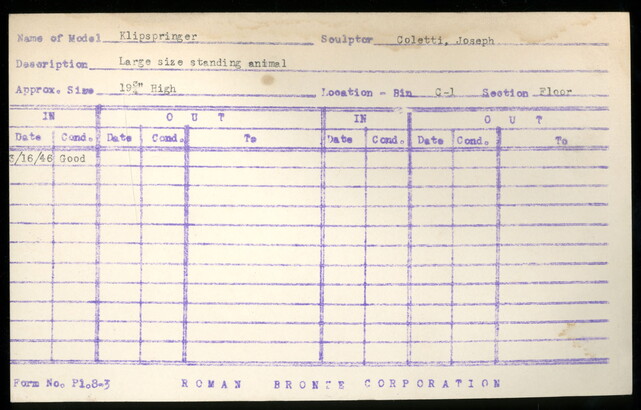 Name of Model Klipspringer Sculptor Coletti, Joseph
Description Large size standing animal
Approx. Size High Location - Bin C-1 Section Floor
IN OUT IN OUT
Date Cond. Date Cond. To Date Cond. Date Cond. To
3/16/46 Good
Form No. P1.8-3 ROMAN BRONZE CORPORATION